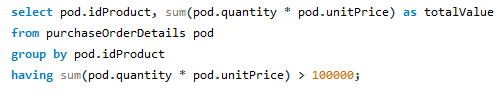 select pod.idProduct, sum(pod.quantity * pod.unitPrice) as totalValue
from purchaseOrderDetails pod
group by pod.idProduct
having sum(pod.quantity * pod.unitPrice) > 100000;